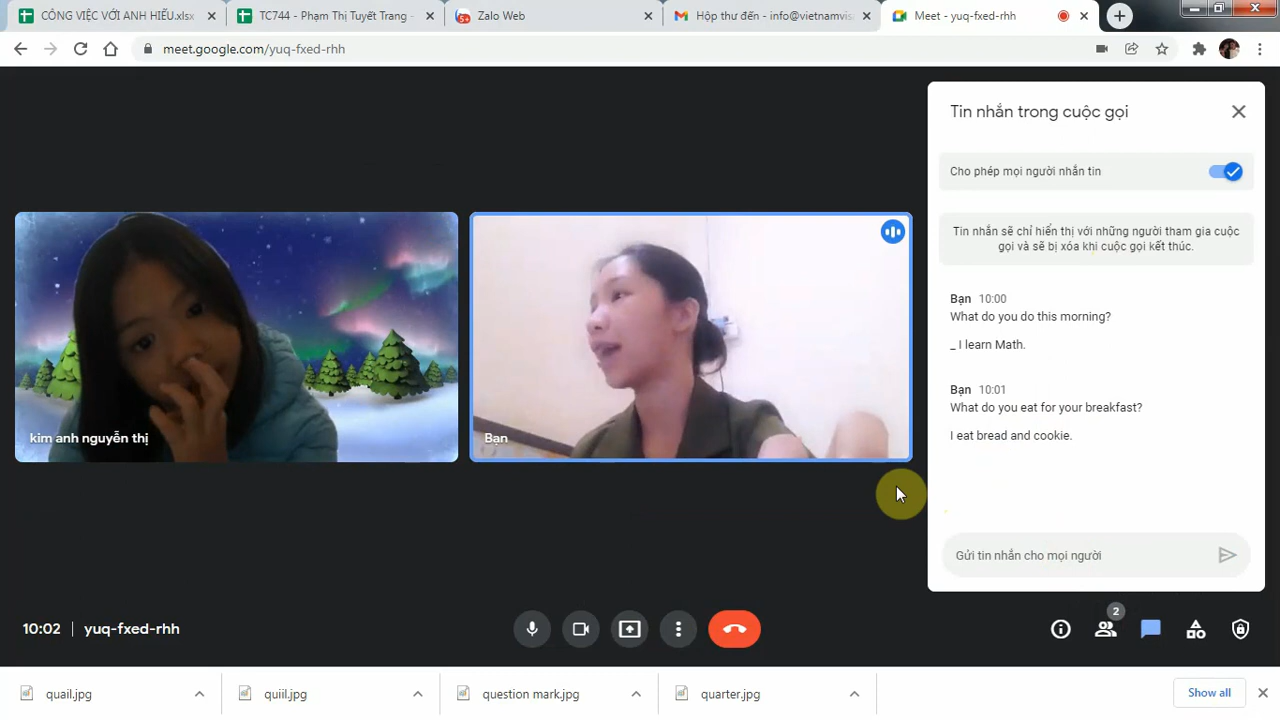 CÔNG VIỆC VỚI ANH HIẾU.xlsx
TC744 - Phạm Thị Tuyết Trang -
Zalo Web
5+
Hộp thư đến - info@vietnamvis
Meet - yuq-fxed-rhh
meet.google.com/yuq-fxed-rhh
Tin nhắn trong cuộc gọi
Cho phép mọi người nhắn tin
Tin nhắn sẽ chỉ hiển thị với những người tham gia cuộc
gọi và sẽ bị xóa khi cuộc gọi kết thúc.
Bạn 10:00
What do you do this morning?
_ I learn Math.
Bạn 10:01
What do you eat for your breakfast?
I eat bread and cookie.
Gửi tin nhắn cho mọi người
kim anh nguyễn thị
Bạn
10:02 | yuq-fxed-rhh
2
quail.jpg
quiil.jpg
question mark.jpg
quarter.jpg
Show all